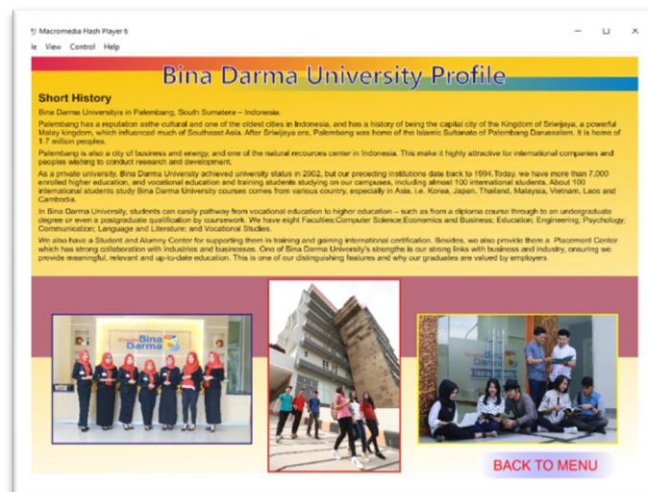 Macromedia Flash Player 6
le View Control Help
Bina Darma University Profile
Short History
Bina Darma Universityis in Palembang, South Sumatera – Indonesia.
Palembang has a reputation asthe cultural and one of the oldest cities in Indonesia, and has a history of being the capital city of the Kingdom of Sriwijaya, a powerful
Malay kingdom, which influenced much of Southeast Asia. After Sriwijaya era, Palembang was home of the Islamic Sultanate of Palembang Darussalam. It is home of
1.7 million peoples.
Palembang is also a city of business and energy, and one of the natural recources center in Indonesia. This make it highly attractive for international companies and
peoples wishing to conduct research and development.
As a private university, Bina Darma University achieved university status in 2002, but our preceding institutions date back to 1994.Today, we have more than 7.000
enrolled higher education, and vocational education and training students studying on our campuses, including almost 100 international students. About 100
international students study Bina Darma University courses comes from various country, especially in Asia, i.e. Korea, Japan, Thailand, Malaysia, Vietnam, Laos and
Cambodia.
In Bina Darma University, students can easily pathway from vocational education to higher education – such as from a diploma course through to an undergraduate
degree or even a postgraduate qualification by coursework. We have eight Faculties:Computer Science;Economics and Business; Education; Engineering; Psychology;
Communication; Language and Literature; and Vocational Studies.
We also have a Student and Alumny Center for supporting them in training and gaining international certification. Besides, we also provide them a Placement Center
which has strong collaboration with industries and businesses. One of Bina Darma University's strengths is our strong links with business and industry, ensuring we
provide meaningful, relevant and up-to-date education. This is one of our distinguishing features and why our graduates are valued by employers.
Bina
Darma
BACK TO MENU